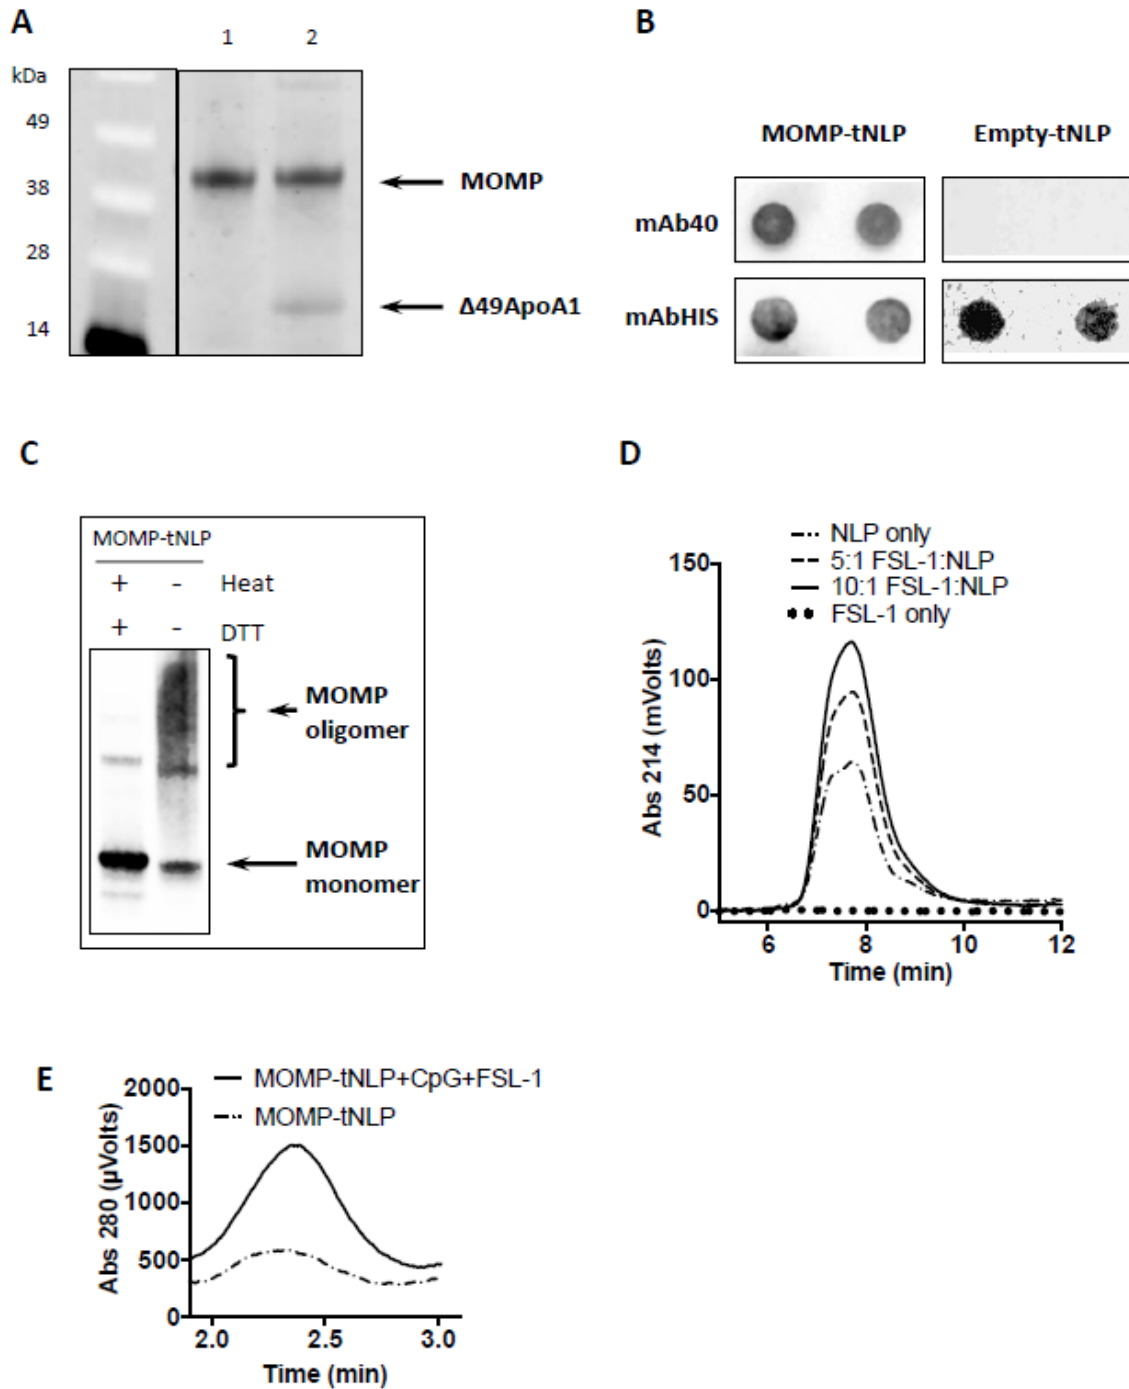 A
1 2
kDa
49
38
28
14
MOMP
Δ49ApoA1
B
MOMP-tNLP Empty-tNLP
mAb40
mAbHIS
C
MOMP-tNLP
+ - Heat
+ - DTT
MOMP
oligomer
MOMP
monomer
D
NLP only
5:1 FSL-1:NLP
10:1 FSL-1:NLP
FSL-1 only
Abs 214 (mVolts)
150
100
50
0
6 8 10 12
Time (min)
E
MOMP-tNLP+CpG+FSL-1
MOMP-tNLP
Abs 280 (µVolts)
2000
1500
1000
500
0
2.0 2.5 3.0
Time (min)